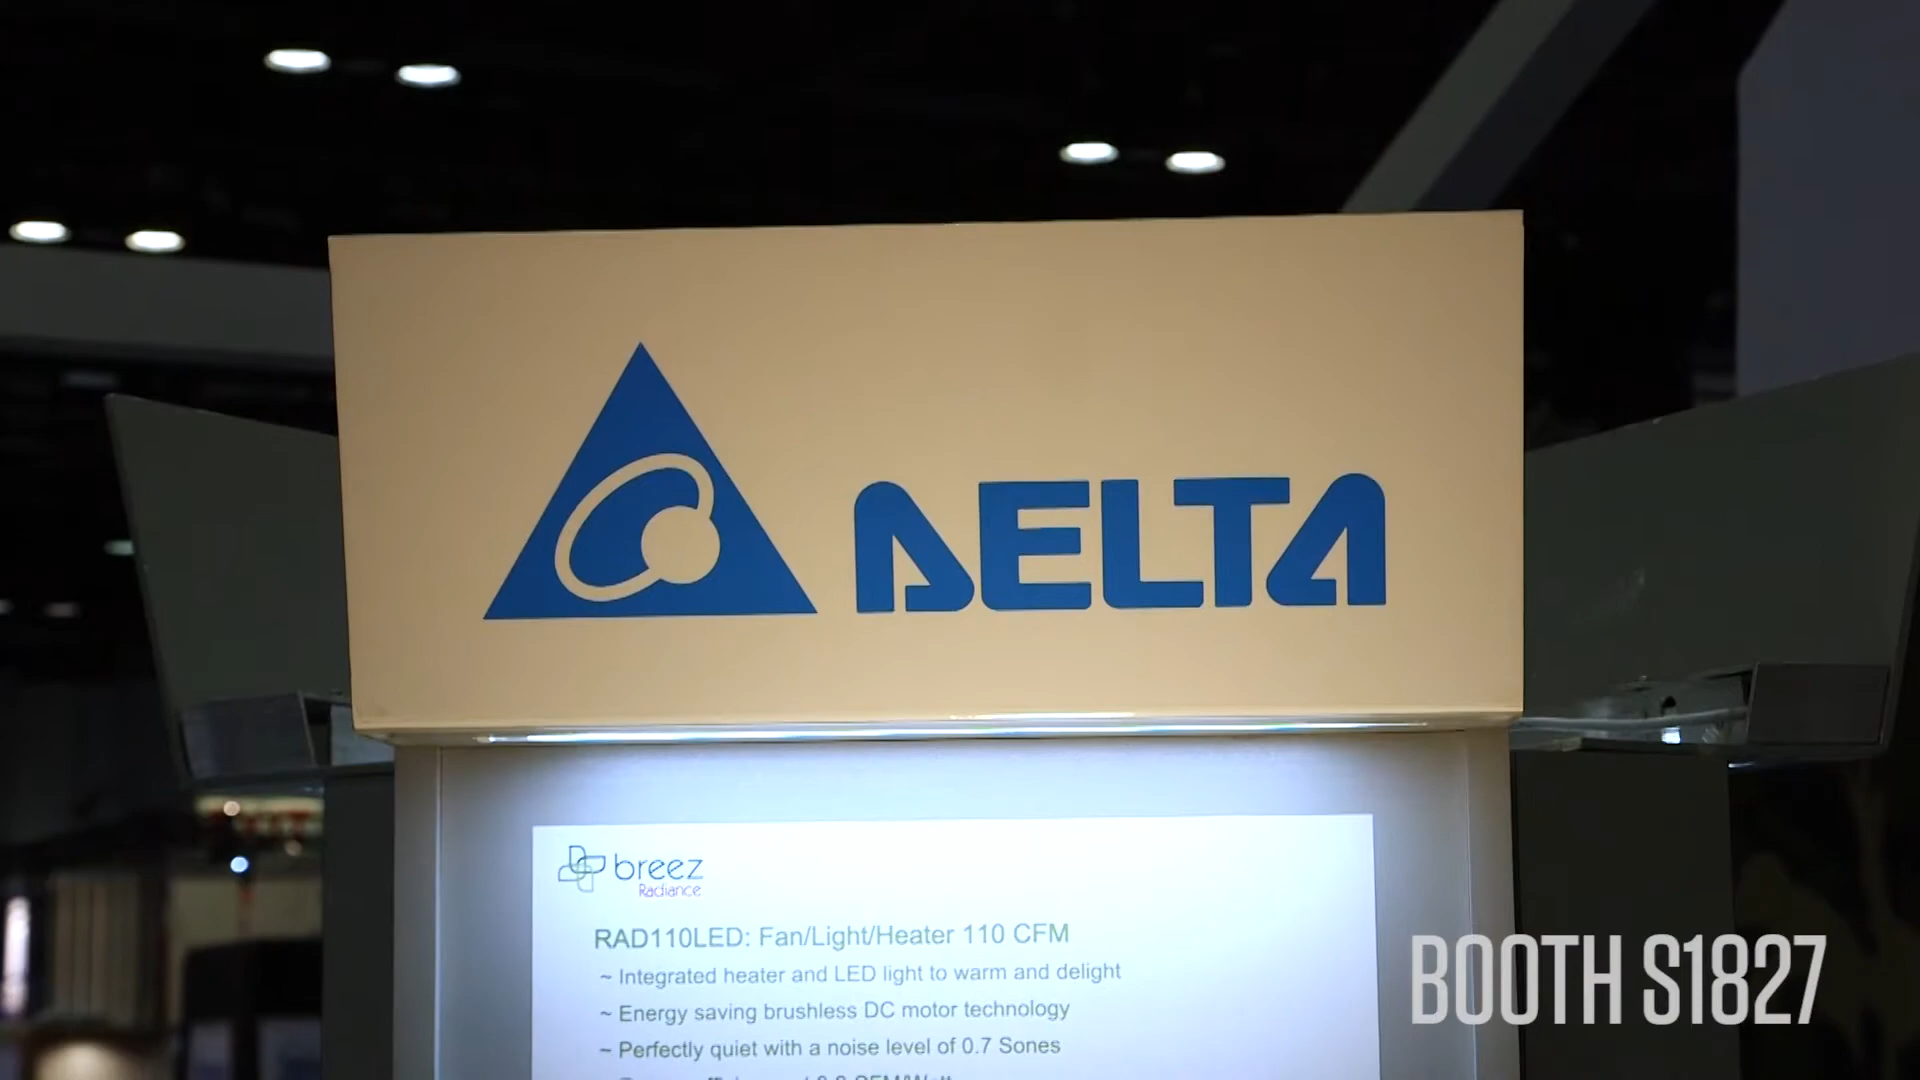 DELTA
breez
Radiance
RAD110LED: Fan/Light/Heater 110 CFM
~ Integrated heater and LED light to warm and delight
~ Energy saving brushless DC motor technology
~ Perfectly quiet with a noise level of 0.7 Sones
BOOTH S1827